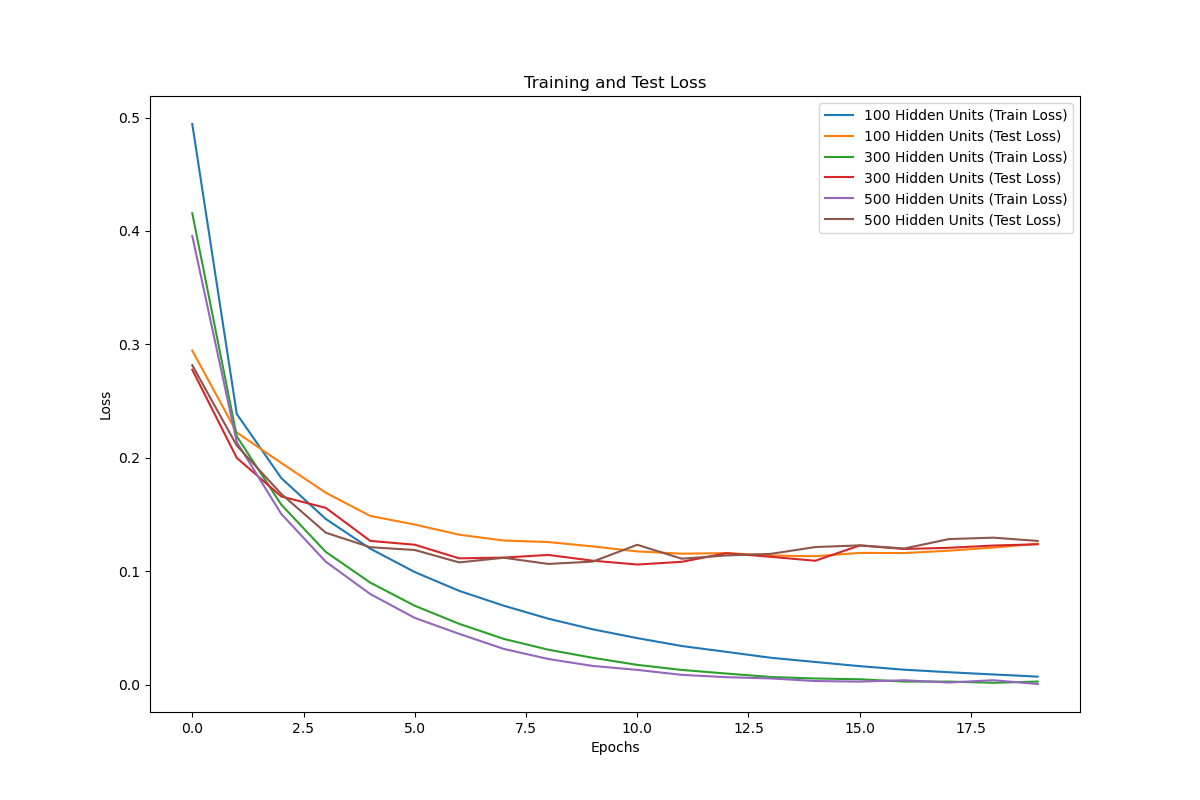 Training and Test Loss
100 Hidden Units (Train Loss)
100 Hidden Units (Test Loss)
300 Hidden Units (Train Loss)
300 Hidden Units (Test Loss)
500 Hidden Units (Train Loss)
500 Hidden Units (Test Loss)
0.5
0.4
0.3
0.2
0.1
0.0
Loss
0.0 2.5 5.0 7.5 10.0 12.5 15.0 17.5
Epochs